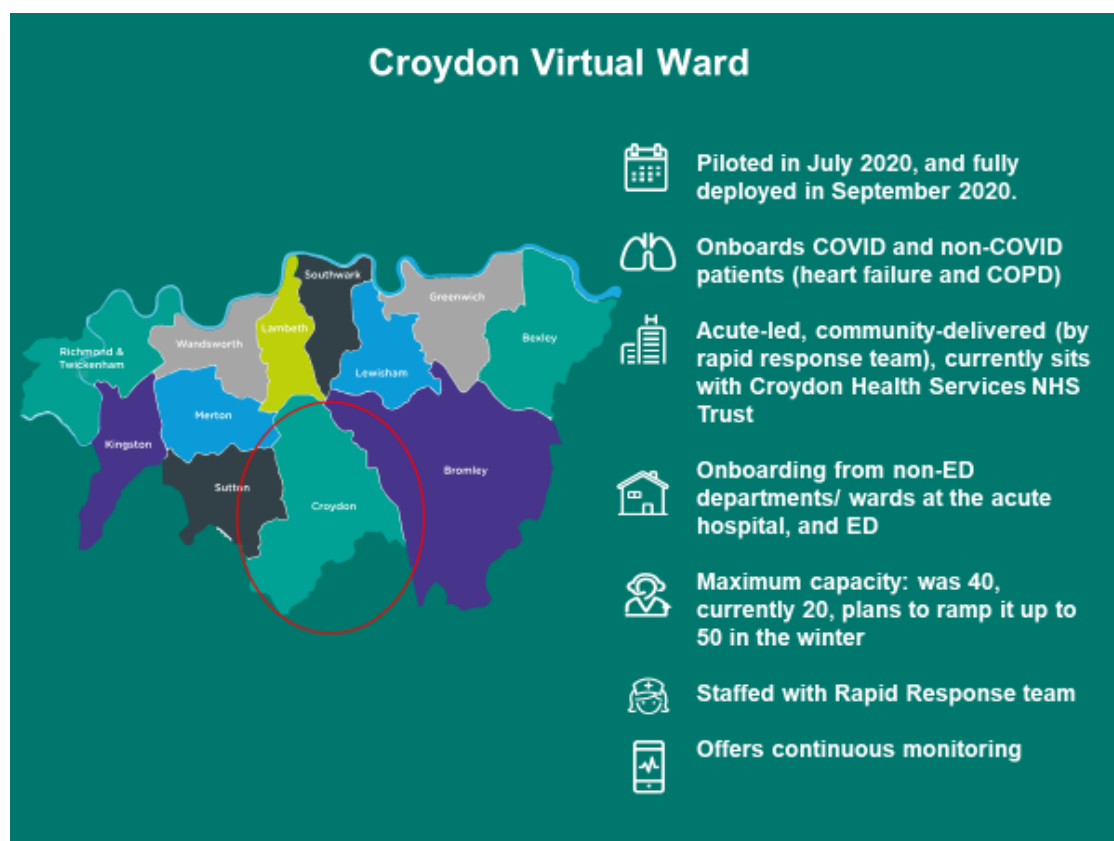 Croydon Virtual Ward
Piloted in July 2020, and fully
deployed in September 2020.
Onboards COVID and non-COVID
patients (heart failure and COPD)
Acute-led, community-delivered (by
rapid response team), currently sits
with Croydon Health Services NHS
Trust
Onboarding from non-ED
departments/ wards at the acute
hospital, and ED
Maximum capacity: was 40,
currently 20, plans to ramp it up to
50 in the winter
Staffed with Rapid Response team
Offers continuous monitoring
Southwark
Greenwich
Lambeth
Bexley
Wandsworth
Richmond &
Twickenham
Lewisham
Merton
Kingston
Bromley
Sutton
Croydon